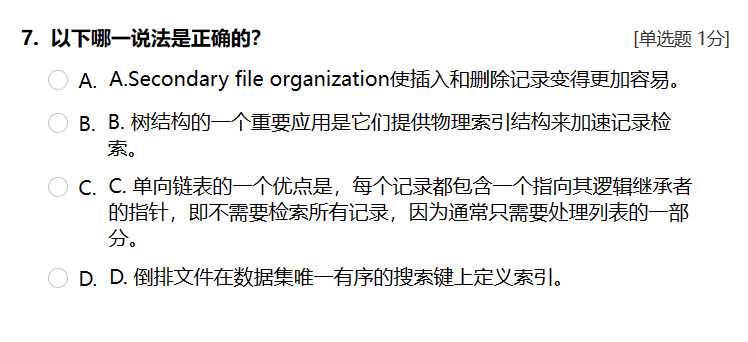 7. 以下哪一说法是正确的? [单选题 1分]
A. A.Secondary file organization使插入和删除记录变得更加容易。
B. B. 树结构的一个重要应用是它们提供物理索引结构来加速记录检
索。
C. C. 单向链表的一个优点是，每个记录都包含一个指向其逻辑继承者
的指针，即不需要检索所有记录，因为通常只需要处理列表的一部
分。
D. D. 倒排文件在数据集唯一有序的搜索键上定义索引。